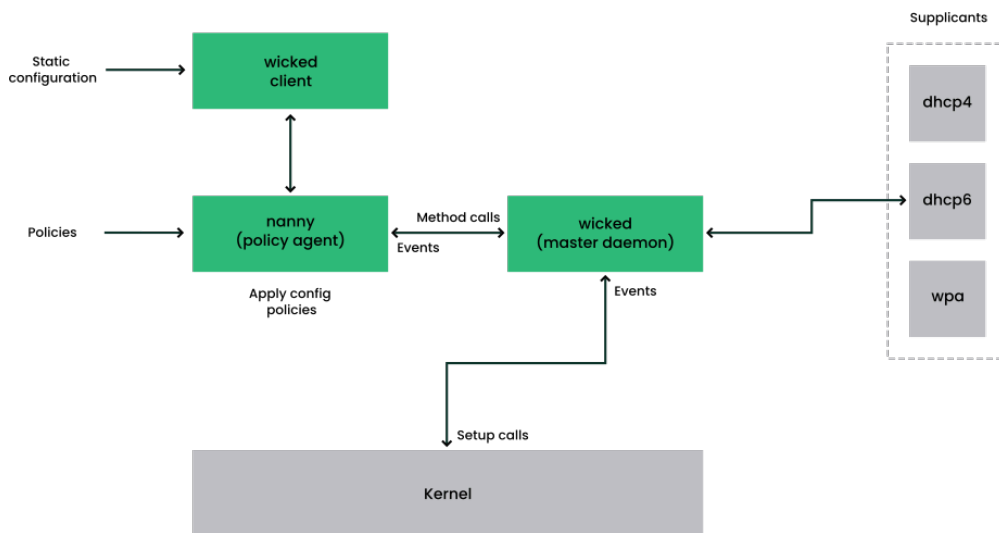 Supplicants
Static
configuration
wicked
client
dhcp4
Policies
nanny
(policy agent)
Method calls
Events
wicked
(master daemon)
dhcp6
Apply config
policies
Events
wpa
Setup calls
Kernel